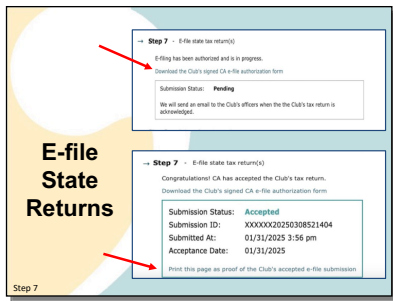 → Step 7 - E-file state tax return(s)
E-filing has been authorized and is in progress.
Download the Club's signed CA e-file authorization form
Submission Status: Pending
We will send an email to the Club's officers when the the Club's tax return is
acknowledged.
E-file
State
Returns
→ Step 7 - E-file state tax return(s)
Congratulations! CA has accepted the Club's tax return.
Download the Club's signed CA e-file authorization form
Submission Status: Accepted
Submission ID: XXXXXX20250308521404
Submitted At: 01/31/2025 3:56 pm
Acceptance Date: 01/31/2025
Print this page as proof of the Club's accepted e-file submission
Step 7